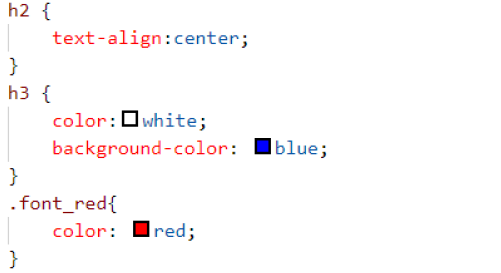 h2 {
    text-align:center;
}
h3 {
    color:white;
    background-color: blue;
}
.font_red{
    color: red;
}